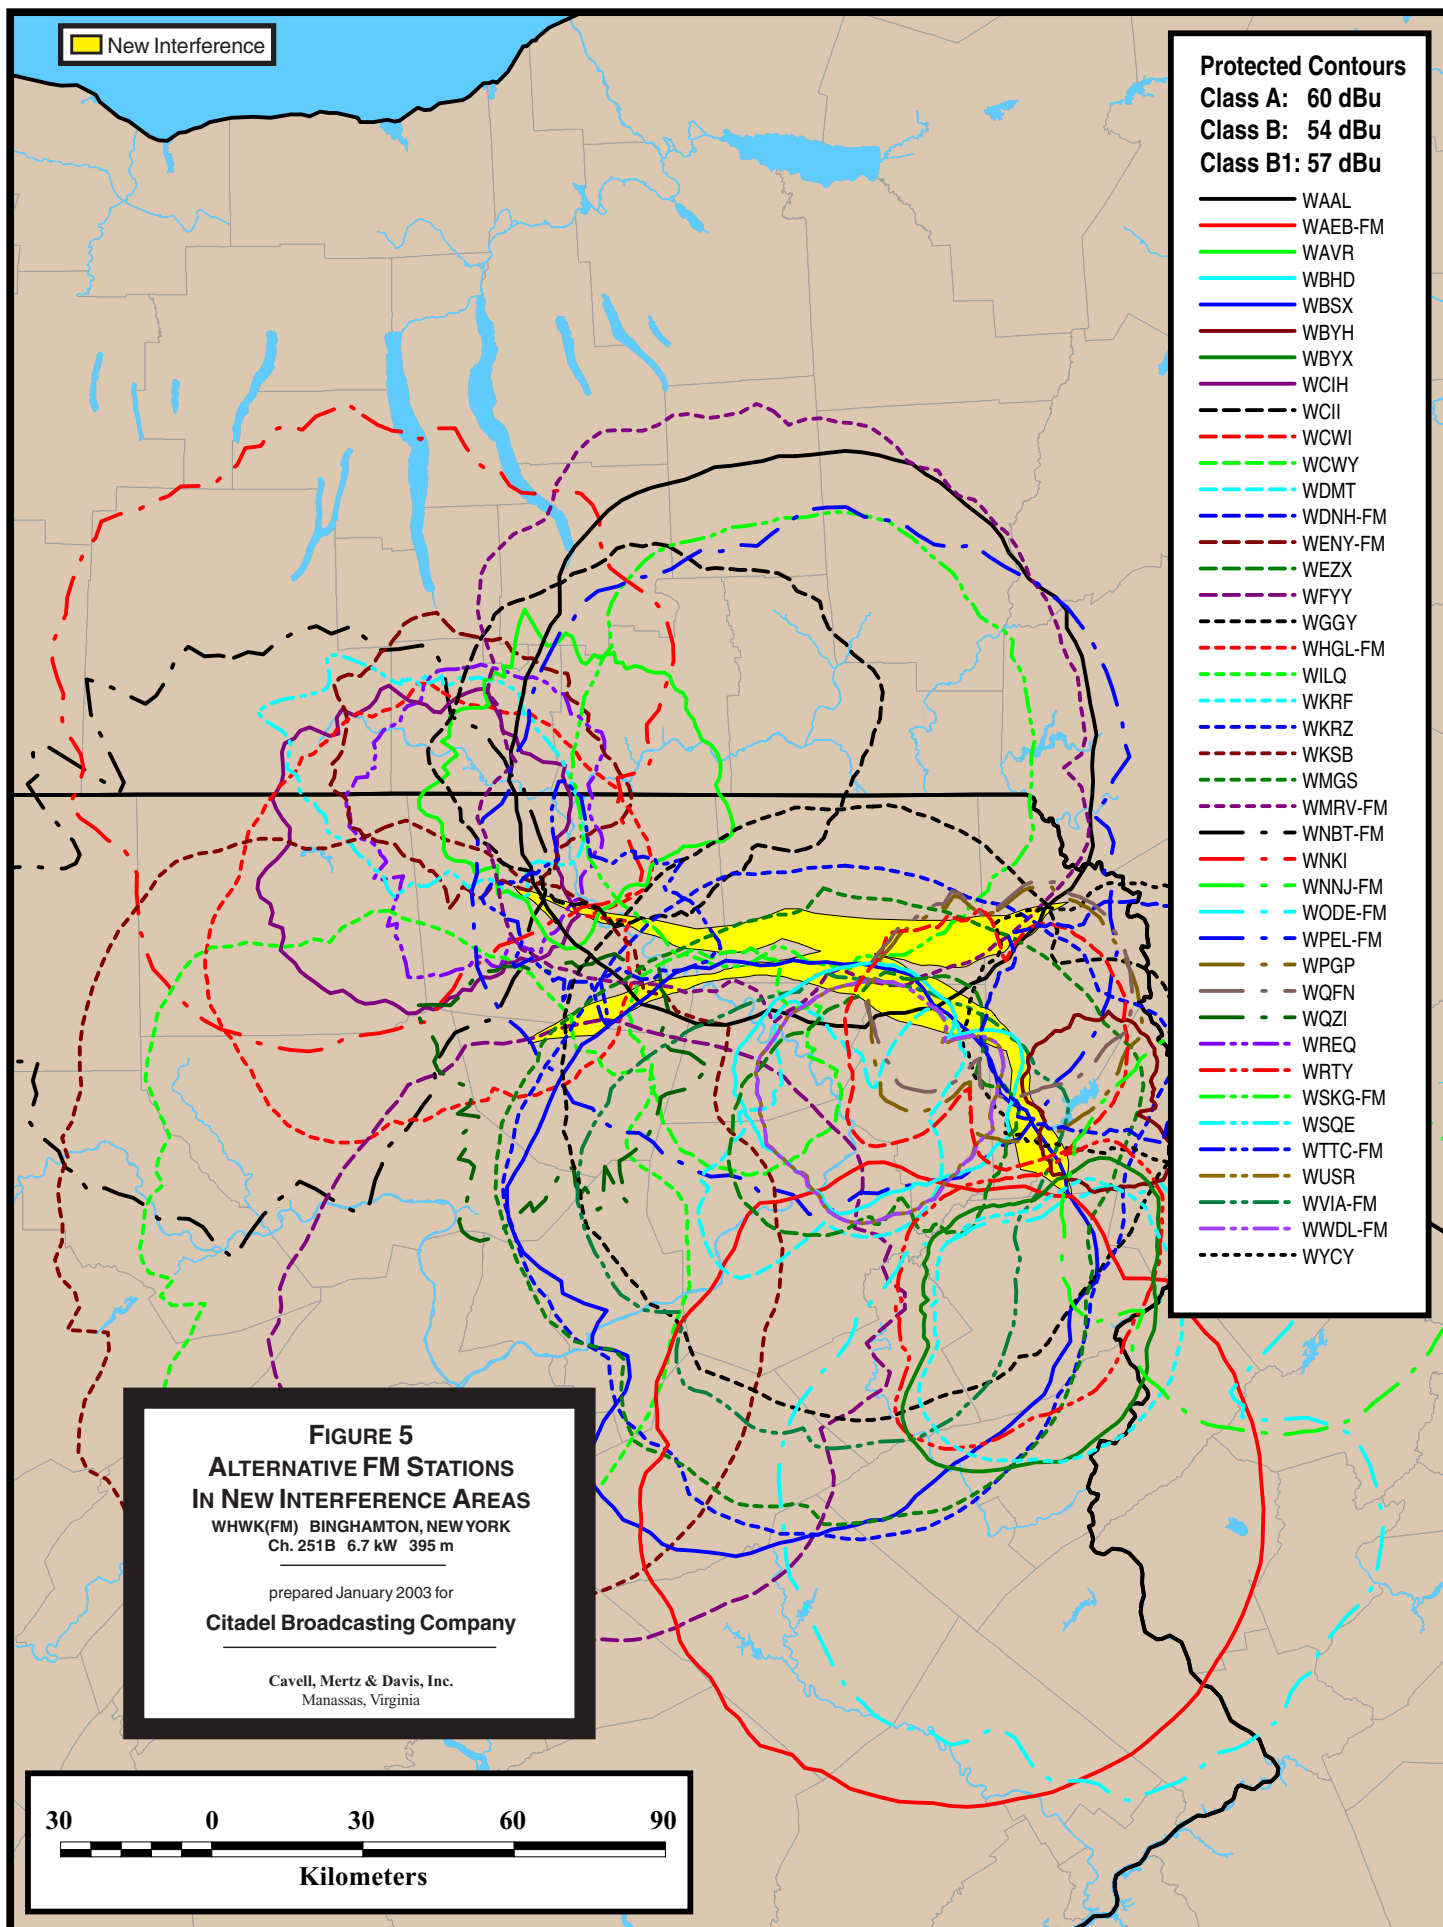 New Interference
Protected Contours
Class A: 60 dBu
Class B: 54 dBu
Class B1: 57 dBu
WAAL
WAEB-FM
WAVR
WBHD
WBSX
WBYH
WBYX
WCIH
WCII
WCWI
WCWY
WDMT
WDNH-FM
WENY-FM
WEZX
WFYY
WGGY
WHGL-FM
WILQ
WKRF
WKRZ
WKSB
WMGS
WMRV-FM
WNBT-FM
WNKI
WNNJ-FM
WODE-FM
WPEL-FM
WPGP
WQFN
WQZI
WREQ
WRTY
WSKG-FM
WSQE
WTTC-FM
WUSR
WVIA-FM
WWDL-FM
WYCY
FIGURE 5
ALTERNATIVE FM STATIONS
IN NEW INTERFERENCE AREAS
WHWK(FM) BINGHAMTON, NEW YORK
Ch. 251B 6.7 kW 395 m
prepared January 2003 for
Citadel Broadcasting Company
Cavell, Mertz & Davis, Inc.
Manassas, Virginia
30 0 30 60 90
Kilometers